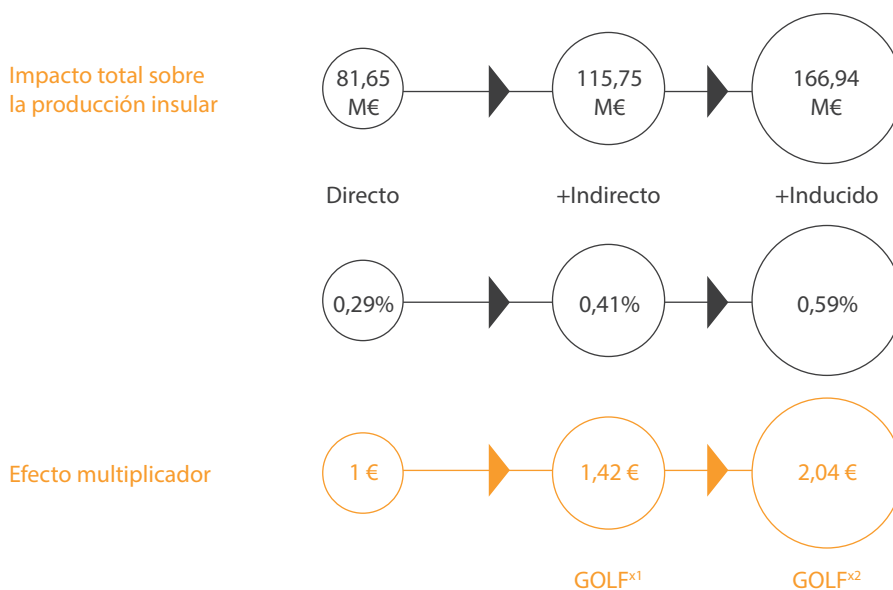 Impacto total sobre
la producción insular
81,65
M€
115,75
M€
166,94
M€
Directo
+Indirecto
+Inducido
0,29%
0,41%
0,59%
Efecto multiplicador
1 €
1,42 €
2,04 €
GOLFx1
GOLFx2